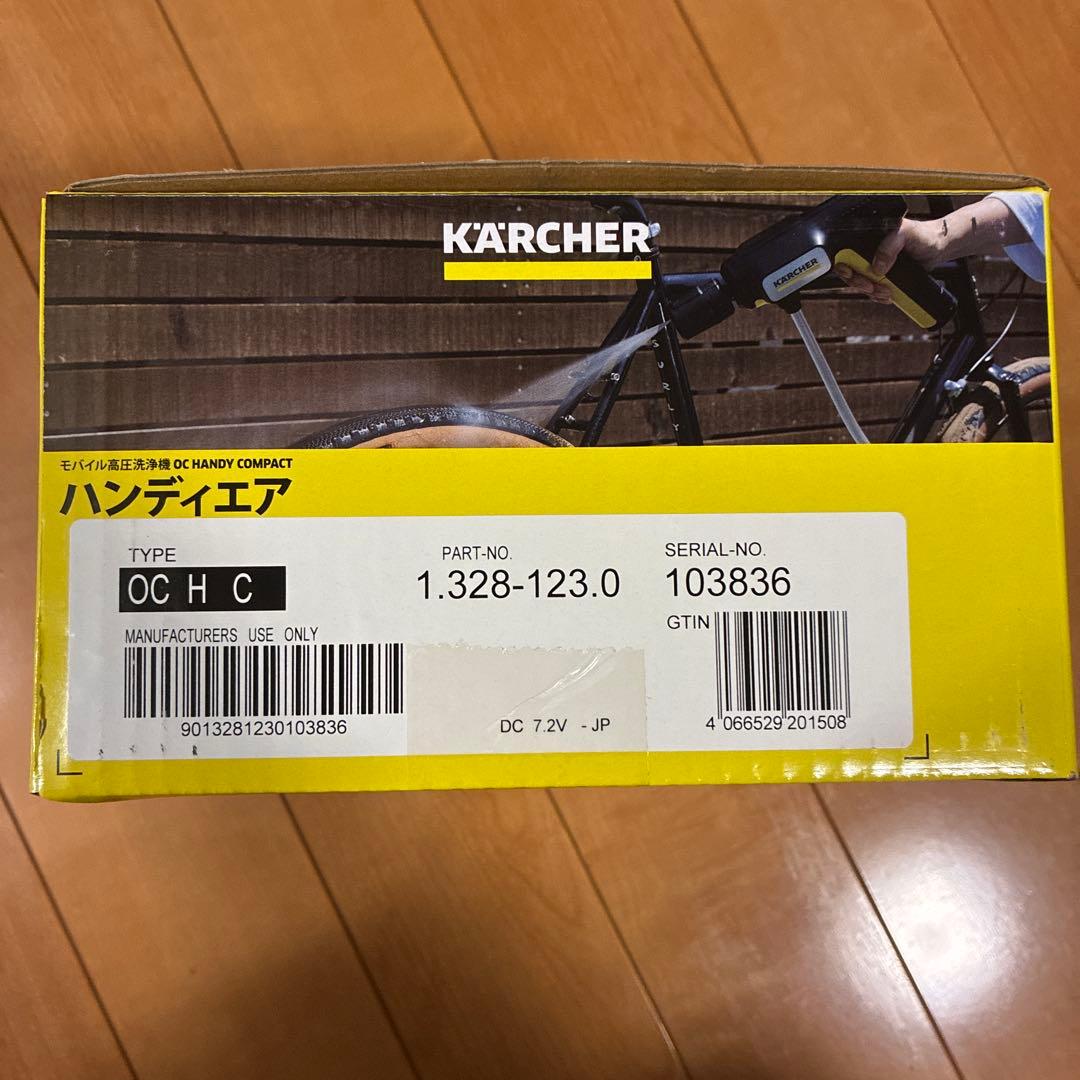 KÄRCHER
KÄRCHER
SURLY
モバイル高圧洗浄機 OC HANDY COMPACT
ハンディエア
TYPE
OC H C
PART-NO.
1.328-123.0
SERIAL-NO.
103836
MANUFACTURERS USE ONLY
9013281230103836
DC 7.2V - JP
GTIN
4 066529 201508